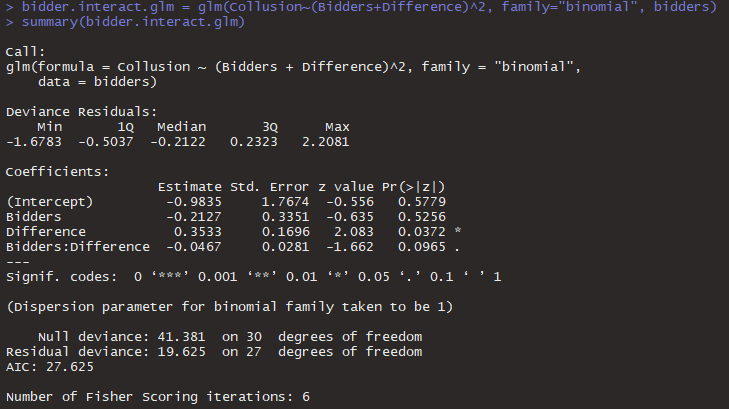 > bidder.interact.glm = glm(Collusion~(Bidders+Difference)^2, family="binomial", bidders)
> summary(bidder.interact.glm)
Call:
glm(formula = Collusion ~ (Bidders + Difference)^2, family = "binomial",
    data = bidders)
Deviance Residuals:
    Min       1Q   Median       3Q      Max
-1.6783  -0.5037  -0.2122   0.2323   2.2081
Coefficients:
                   Estimate Std. Error z value Pr(>|z|)
(Intercept)         -0.9835     1.7674  -0.556   0.5779
Bidders             -0.2127     0.3351  -0.635   0.5256
Difference           0.3533     0.1696   2.083   0.0372 *
Bidders:Difference  -0.0467     0.0281  -1.662   0.0965 .
---
Signif. codes:  0 ‘***’ 0.001 ‘**’ 0.01 ‘*’ 0.05 ‘.’ 0.1 ‘ ’ 1
(Dispersion parameter for binomial family taken to be 1)
    Null deviance: 41.381  on 30  degrees of freedom
Residual deviance: 19.625  on 27  degrees of freedom
AIC: 27.625
Number of Fisher Scoring iterations: 6